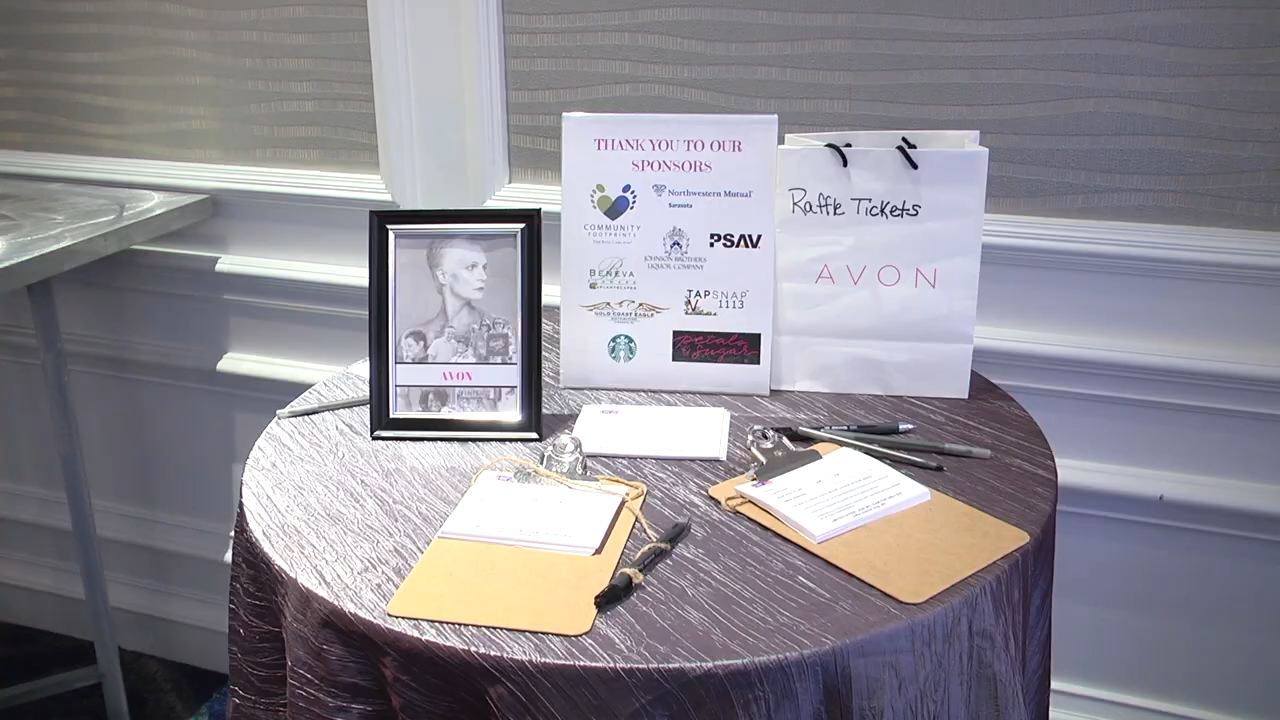 THANK YOU TO OUR
SPONSORS
Northwestern Mutual
Sarasota
COMMUNITY
FOOTPRINTS
PSAV
JOHNSON BROTHERS
LIQUOR COMPANY
BENEVA
TAPSNAP
1113
GOLD COAST EAGLE
DISTRIBUTING
petals
& sugar
Raffle Tickets
AVON
AVON